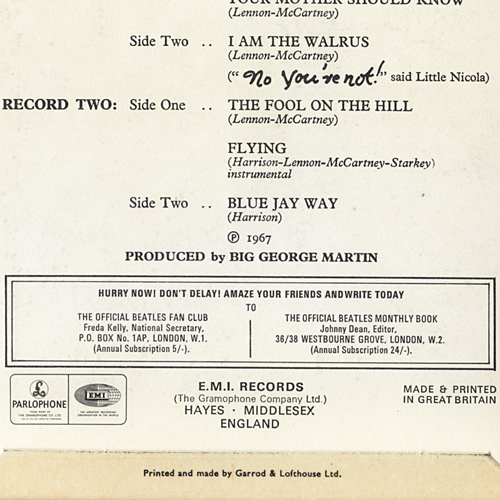 YOUR MOTHER SHOULD KNOW
(Lennon-McCartney)
Side Two .. I AM THE WALRUS
(Lennon-McCartney)
("No you're not!" said Little Nicola)
RECORD TWO: Side One .. THE FOOL ON THE HILL
(Lennon-McCartney)
FLYING
(Harrison-Lennon-McCartney-Starkey)
instrumental
Side Two .. BLUE JAY WAY
(Harrison)
℗ 1967
PRODUCED by BIG GEORGE MARTIN
HURRY NOW! DON'T DELAY! AMAZE YOUR FRIENDS AND WRITE TODAY
TO
THE OFFICIAL BEATLES FAN CLUB
Freda Kelly, National Secretary,
P.O. BOX No. 1AP, LONDON, W.1.
(Annual Subscription 5/-).
THE OFFICIAL BEATLES MONTHLY BOOK
Johnny Dean, Editor,
36/38 WESTBOURNE GROVE, LONDON, W.2.
(Annual Subscription 24/-).
PARLOPHONE
EMI
E.M.I. RECORDS
(The Gramophone Company Ltd.)
HAYES · MIDDLESEX
ENGLAND
MADE & PRINTED
IN GREAT BRITAIN
Printed and made by Garrod & Lofthouse Ltd.